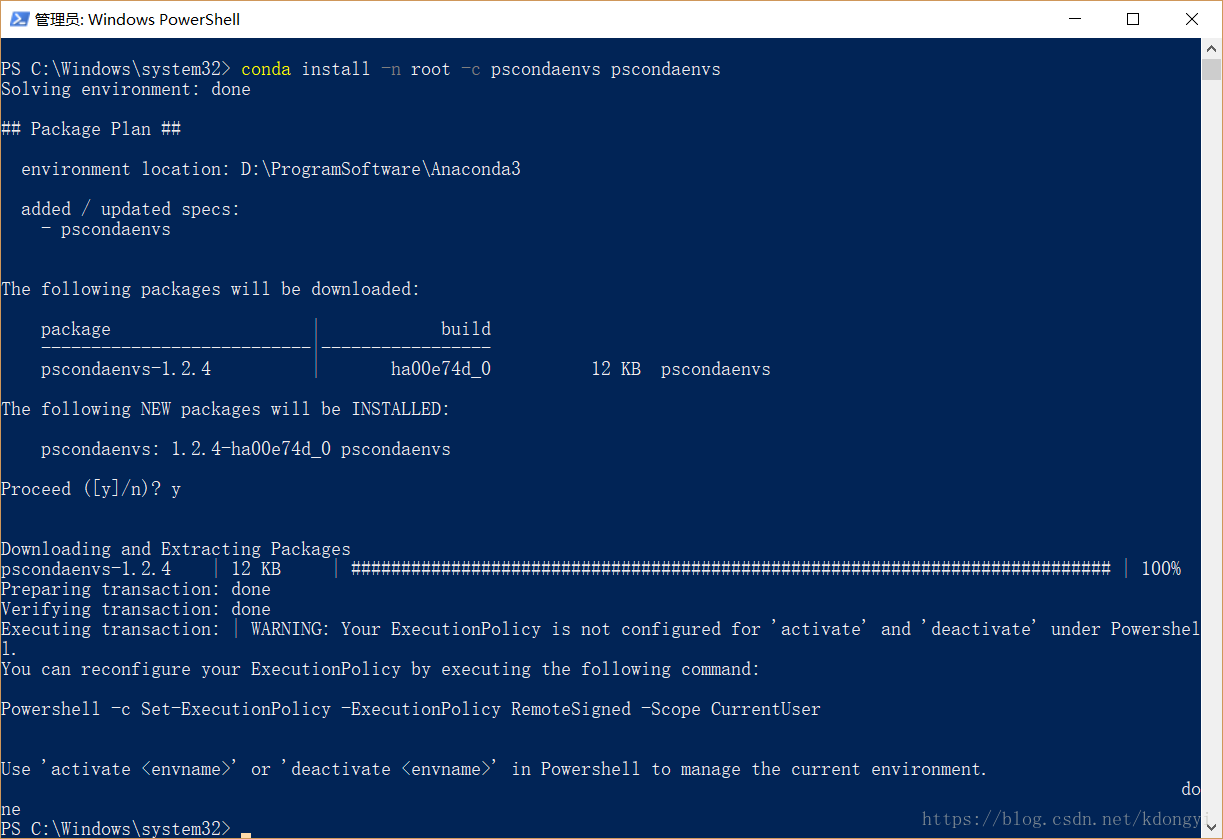 管理员: Windows PowerShell
PS C:\Windows\system32> conda install -n root -c pscondaenvs pscondaenvs
Solving environment: done
## Package Plan ##
environment location: D:\ProgramSoftware\Anaconda3
added / updated specs:
- pscondaenvs
The following packages will be downloaded:
package | build
---------------------------|-----------------
pscondaenvs-1.2.4 | ha00e74d_0 12 KB pscondaenvs
The following NEW packages will be INSTALLED:
pscondaenvs: 1.2.4-ha00e74d_0 pscondaenvs
Proceed ([y]/n)? y
Downloading and Extracting Packages
pscondaenvs-1.2.4 | 12 KB | ############################################################################ | 100%
Preparing transaction: done
Verifying transaction: done
Executing transaction: | WARNING: Your ExecutionPolicy is not configured for 'activate' and 'deactivate' under Powershel
l.
You can reconfigure your ExecutionPolicy by executing the following command:
Powershell -c Set-ExecutionPolicy -ExecutionPolicy RemoteSigned -Scope CurrentUser
Use 'activate <envname>' or 'deactivate <envname>' in Powershell to manage the current environment.
do
ne
PS C:\Windows\system32>
https://blog.csdn.net/kdongyi